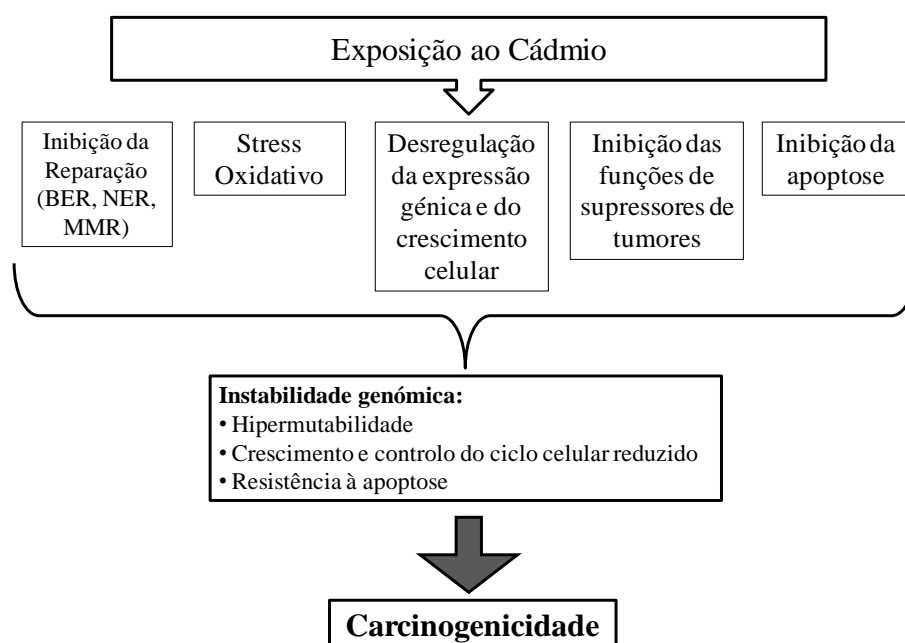 Exposição ao Cádmio
Inibição da
Reparação
(BER, NER,
MMR)
Stress
Oxidativo
Desregulação
da expressão
génica e do
crescimento
celular
Inibição das
funções de
supressores de
tumores
Inibição da
apoptose
Instabilidade genómica:
• Hipermutabilidade
• Crescimento e controlo do ciclo celular reduzido
• Resistência à apoptose
Carcinogenicidade